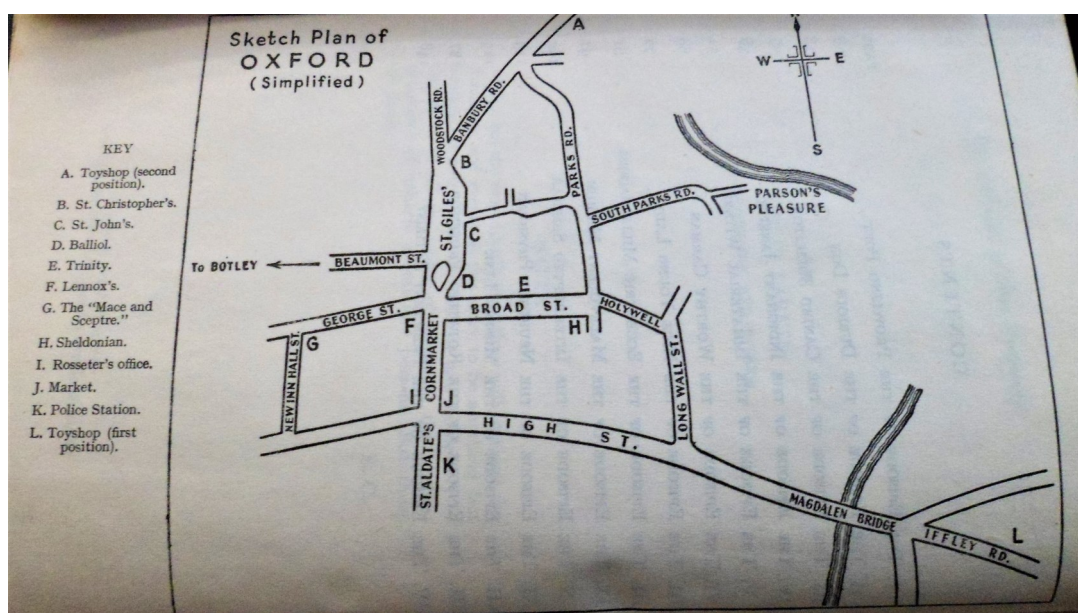 Sketch Plan of
OXFORD
(Simplified)
KEY
A. Toyshop (second
position).
B. St. Christopher's.
C. St. John's.
D. Balliol.
E. Trinity.
F. Lennox's.
G. The "Mace and
Sceptre."
H. Sheldonian.
I. Rosseter's office.
J. Market.
K. Police Station.
L. Toyshop (first
position).
A
W
E
S
WOODSTOCK RD.
BANBURY RD.
PARKS RD.
B
ST. GILES'
C
SOUTH PARKS RD.
PARSON'S
PLEASURE
To BOTLEY
BEAUMONT ST.
D
E
BROAD ST.
HOLYWELL
GEORGE ST.
F
G
H
NEW INN HALL ST.
CORNMARKET
I
J
LONG WALL ST.
HIGH ST.
ST. ALDATE'S
K
MAGDALEN BRIDGE
IFFLEY RD.
L